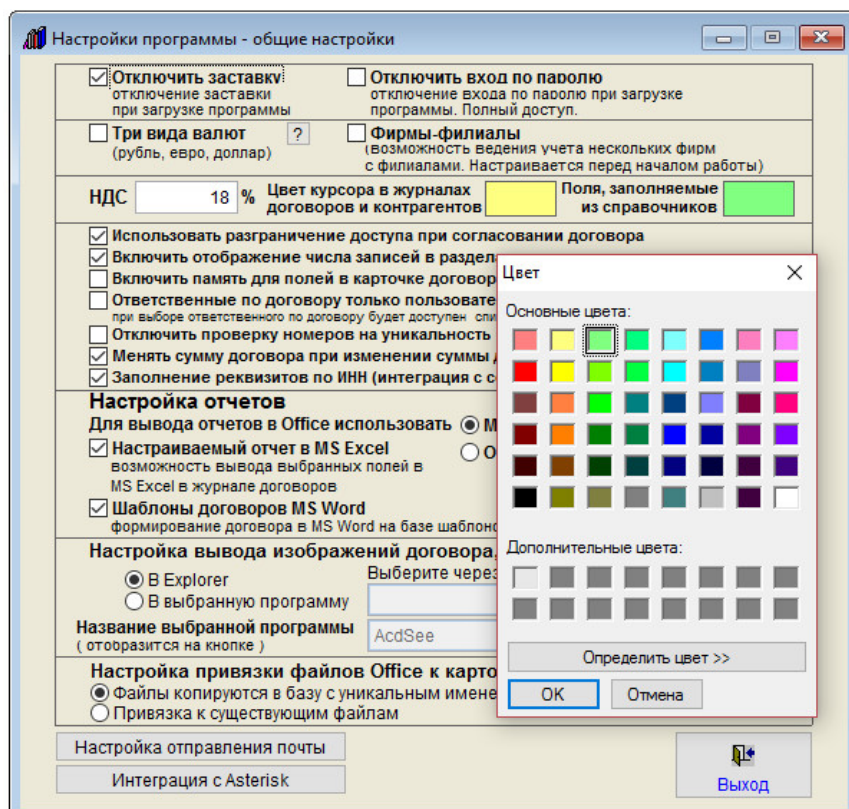 Настройки программы - общие настройки
Отключить заставку
отключение заставки
при загрузке программы
Отключить вход по паролю
отключение входа по паролю при загрузке
программы. Полный доступ.
Три вида валют
?
(рубль, евро, доллар)
Фирмы-филиалы
(возможность ведения учета нескольких фирм
с филиалами. Настраивается перед началом работы)
НДС 18 %
Цвет курсора в журналах
договоров и контрагентов
Поля, заполняемые
из справочников
Использовать разграничение доступа при согласовании договора
Включить отображение числа записей в раздел
Включить память для полей в карточке договор
Ответственные по договору только пользовате
при выборе ответственного по договору будет доступен спи
Отключить проверку номеров на уникальность
Менять сумму договора при изменении суммы
Заполнение реквизитов по ИНН (интеграция с с
Настройка отчетов
Для вывода отчетов в Office использовать М
Настраиваемый отчет в MS Excel
О
возможность вывода выбранных полей в
MS Excel в журнале договоров
Шаблоны договоров MS Word
формирование договора в MS Word на базе шаблоно
Настройка вывода изображений договора,
В Explorer
Выберите через
В выбранную программу
Название выбранной программы
( отобразится на кнопке )
AcdSee
Настройка привязки файлов Office к карто
Файлы копируются в базу с уникальным имене
Привязка к существующим файлам
Настройка отправления почты
Интеграция с Asterisk
Выход
Цвет
Основные цвета:
Дополнительные цвета:
Определить цвет >>
OK
Отмена